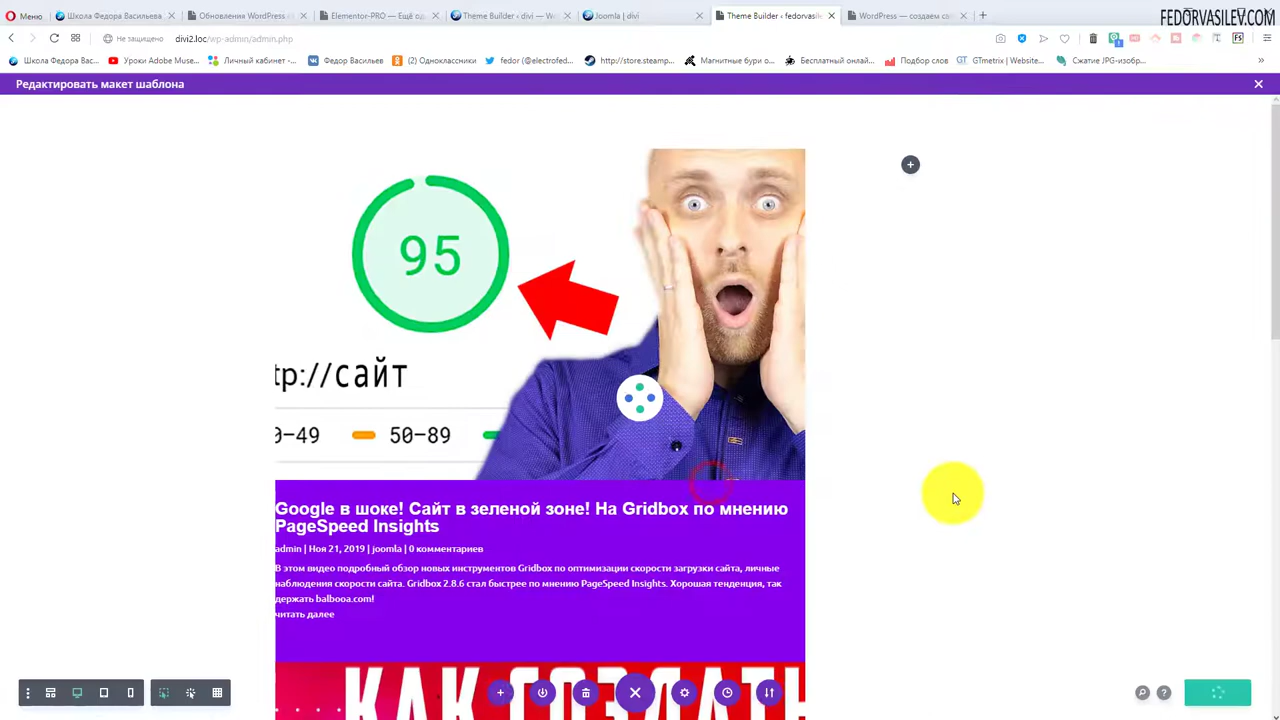 Меню
Школа Федора Васильева
Обновления WordPress
Elementor-PRO — Ещё од
Theme Builder ‹ divi — We
Joomla | divi
Theme Builder ‹ fedorvasile
WordPress — создаем са
FEDORVASILEV.COM
Не защищено
divi2.loc/wp-admin/admin.php
Школа Федора Вас...
Уроки Adobe Muse...
Личный кабинет -...
Федор Васильев
(2) Одноклассники
fedor (@electrofed...
http://store.steamp...
Магнитные бури о...
Бесплатный онлай...
Подбор слов
GTmetrix | Website...
Сжатие JPG-изобр...
Редактировать макет шаблона
95
tp://сайт
0–49
50–89
Google в шоке! Сайт в зеленой зоне! На Gridbox по мнению
PageSpeed Insights
admin | Ноя 21, 2019 | joomla | 0 комментариев
В этом видео подробный обзор новых инструментов Gridbox по оптимизации скорости загрузки сайта, личные
наблюдения скорости сайта. Gridbox 2.8.6 стал быстрее по мнению PageSpeed Insights. Хорошая тенденция, так
держать balbooa.com!
читать далее
КАК СОЗДАТЬ